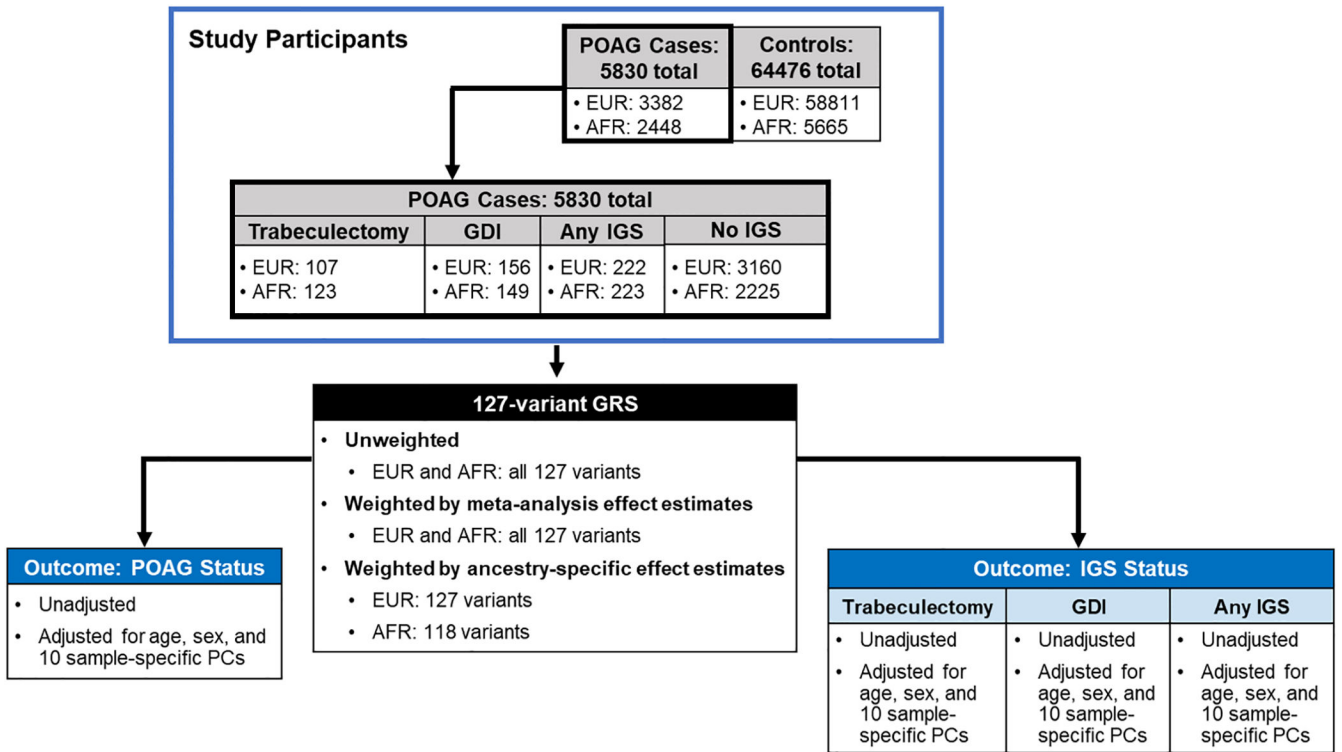 Study Participants
POAG Cases:
5830 total
• EUR: 3382
• AFR: 2448
Controls:
64476 total
• EUR: 58811
• AFR: 5665
POAG Cases: 5830 total
Trabeculectomy
• EUR: 107
• AFR: 123
GDI
• EUR: 156
• AFR: 149
Any IGS
• EUR: 222
• AFR: 223
No IGS
• EUR: 3160
• AFR: 2225
127-variant GRS
• Unweighted
• EUR and AFR: all 127 variants
• Weighted by meta-analysis effect estimates
• EUR and AFR: all 127 variants
• Weighted by ancestry-specific effect estimates
• EUR: 127 variants
• AFR: 118 variants
Outcome: POAG Status
• Unadjusted
• Adjusted for age, sex, and
10 sample-specific PCs
Outcome: IGS Status
Trabeculectomy
• Unadjusted
• Adjusted for
age, sex, and
10 sample-
specific PCs
GDI
• Unadjusted
• Adjusted for
age, sex, and
10 sample-
specific PCs
Any IGS
• Unadjusted
• Adjusted for
age, sex, and
10 sample-
specific PCs